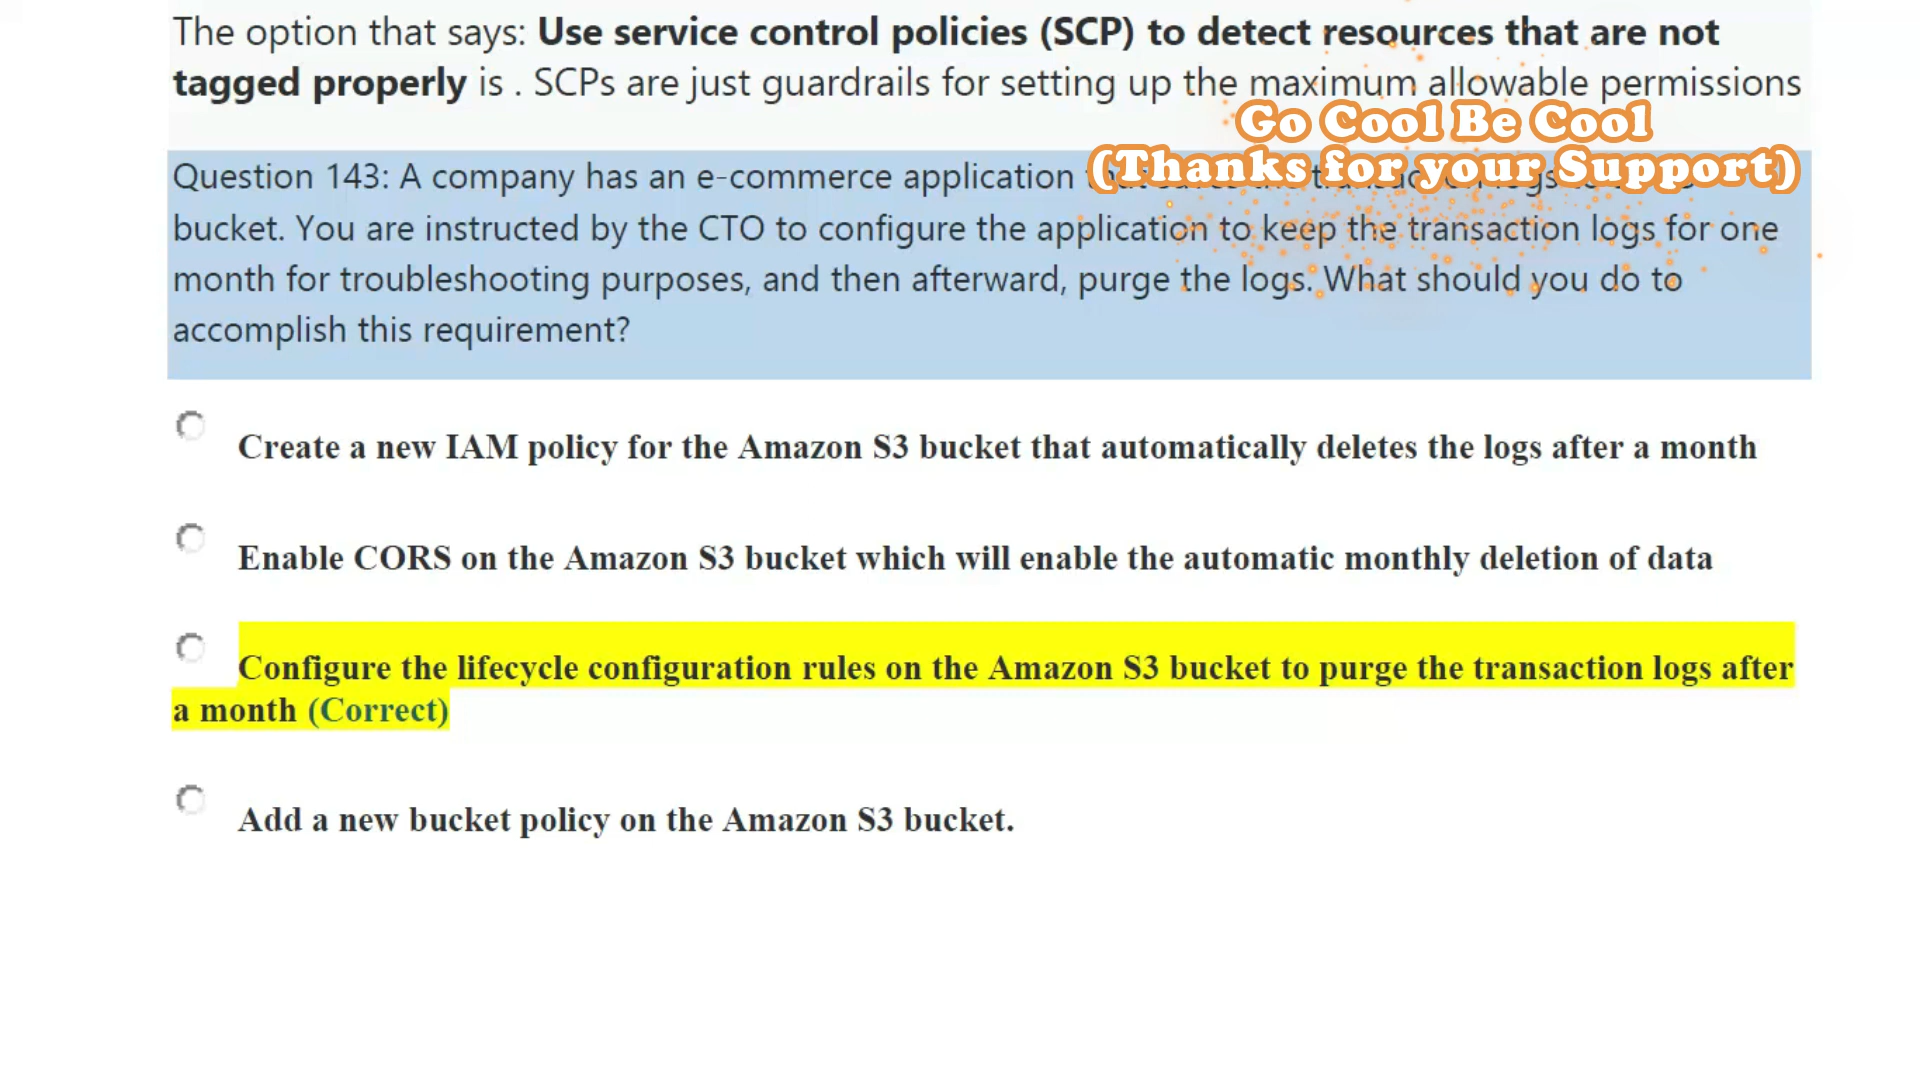 The option that says: Use service control policies (SCP) to detect resources that are not
tagged properly is . SCPs are just guardrails for setting up the maximum allowable permissions
Go Cool Be Cool
(Thanks for your Support)
Question 143: A company has an e-commerce application
bucket. You are instructed by the CTO to configure the application to keep the transaction logs for one
month for troubleshooting purposes, and then afterward, purge the logs. What should you do to
accomplish this requirement?
Create a new IAM policy for the Amazon S3 bucket that automatically deletes the logs after a month
Enable CORS on the Amazon S3 bucket which will enable the automatic monthly deletion of data
Configure the lifecycle configuration rules on the Amazon S3 bucket to purge the transaction logs after
a month (Correct)
Add a new bucket policy on the Amazon S3 bucket.